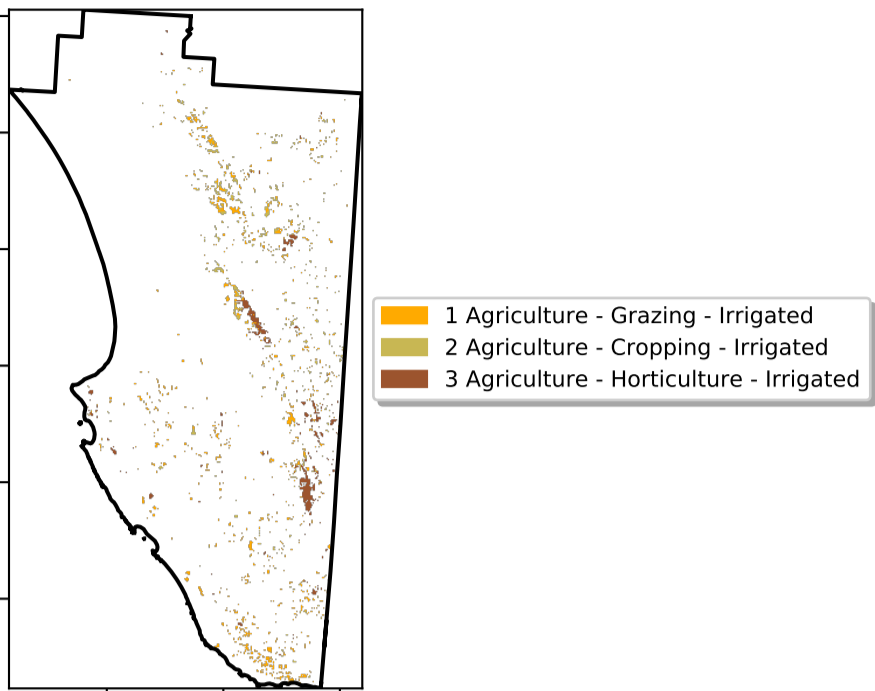 1 Agriculture - Grazing - Irrigated
2 Agriculture - Cropping - Irrigated
3 Agriculture - Horticulture - Irrigated